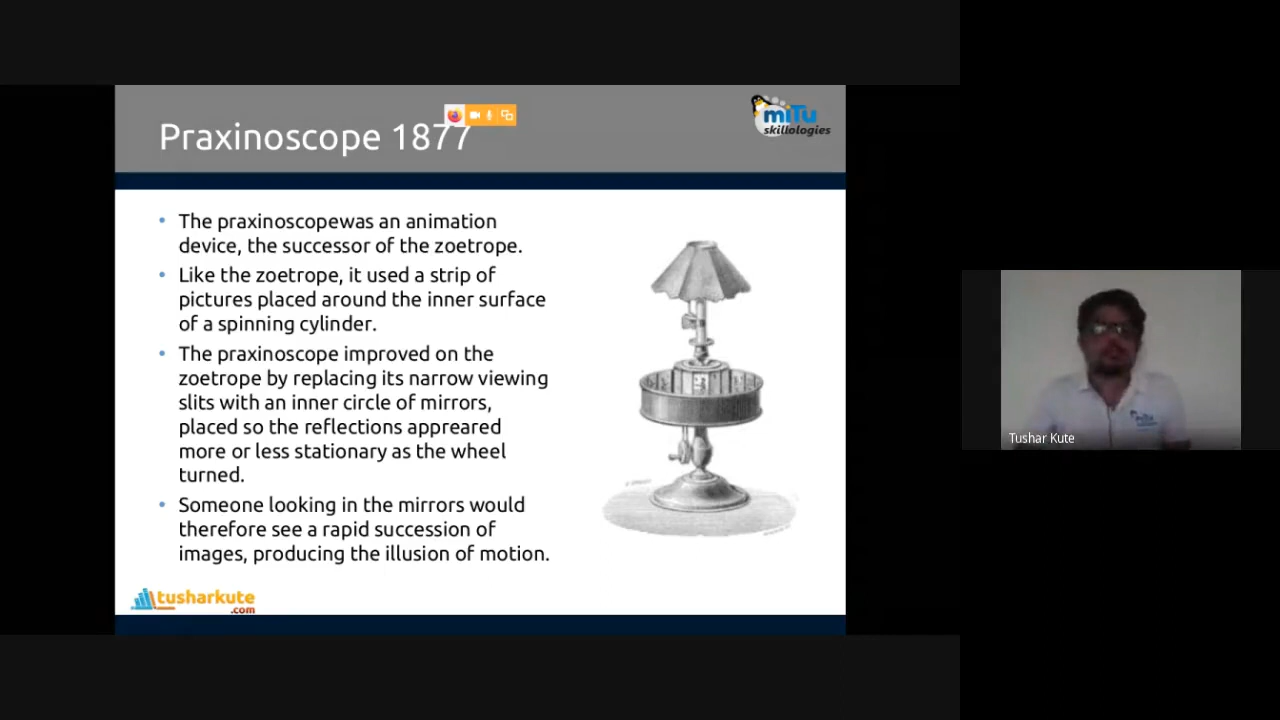 Praxinoscope 1877
miTu
skillologies
The praxinoscopewas an animation
device, the successor of the zoetrope.
Like the zoetrope, it used a strip of
pictures placed around the inner surface
of a spinning cylinder.
The praxinoscope improved on the
zoetrope by replacing its narrow viewing
slits with an inner circle of mirrors,
placed so the reflections appreared
more or less stationary as the wheel
turned.
Someone looking in the mirrors would
therefore see a rapid succession of
images, producing the illusion of motion.
tusharkute
.com
miTu
Tushar Kute